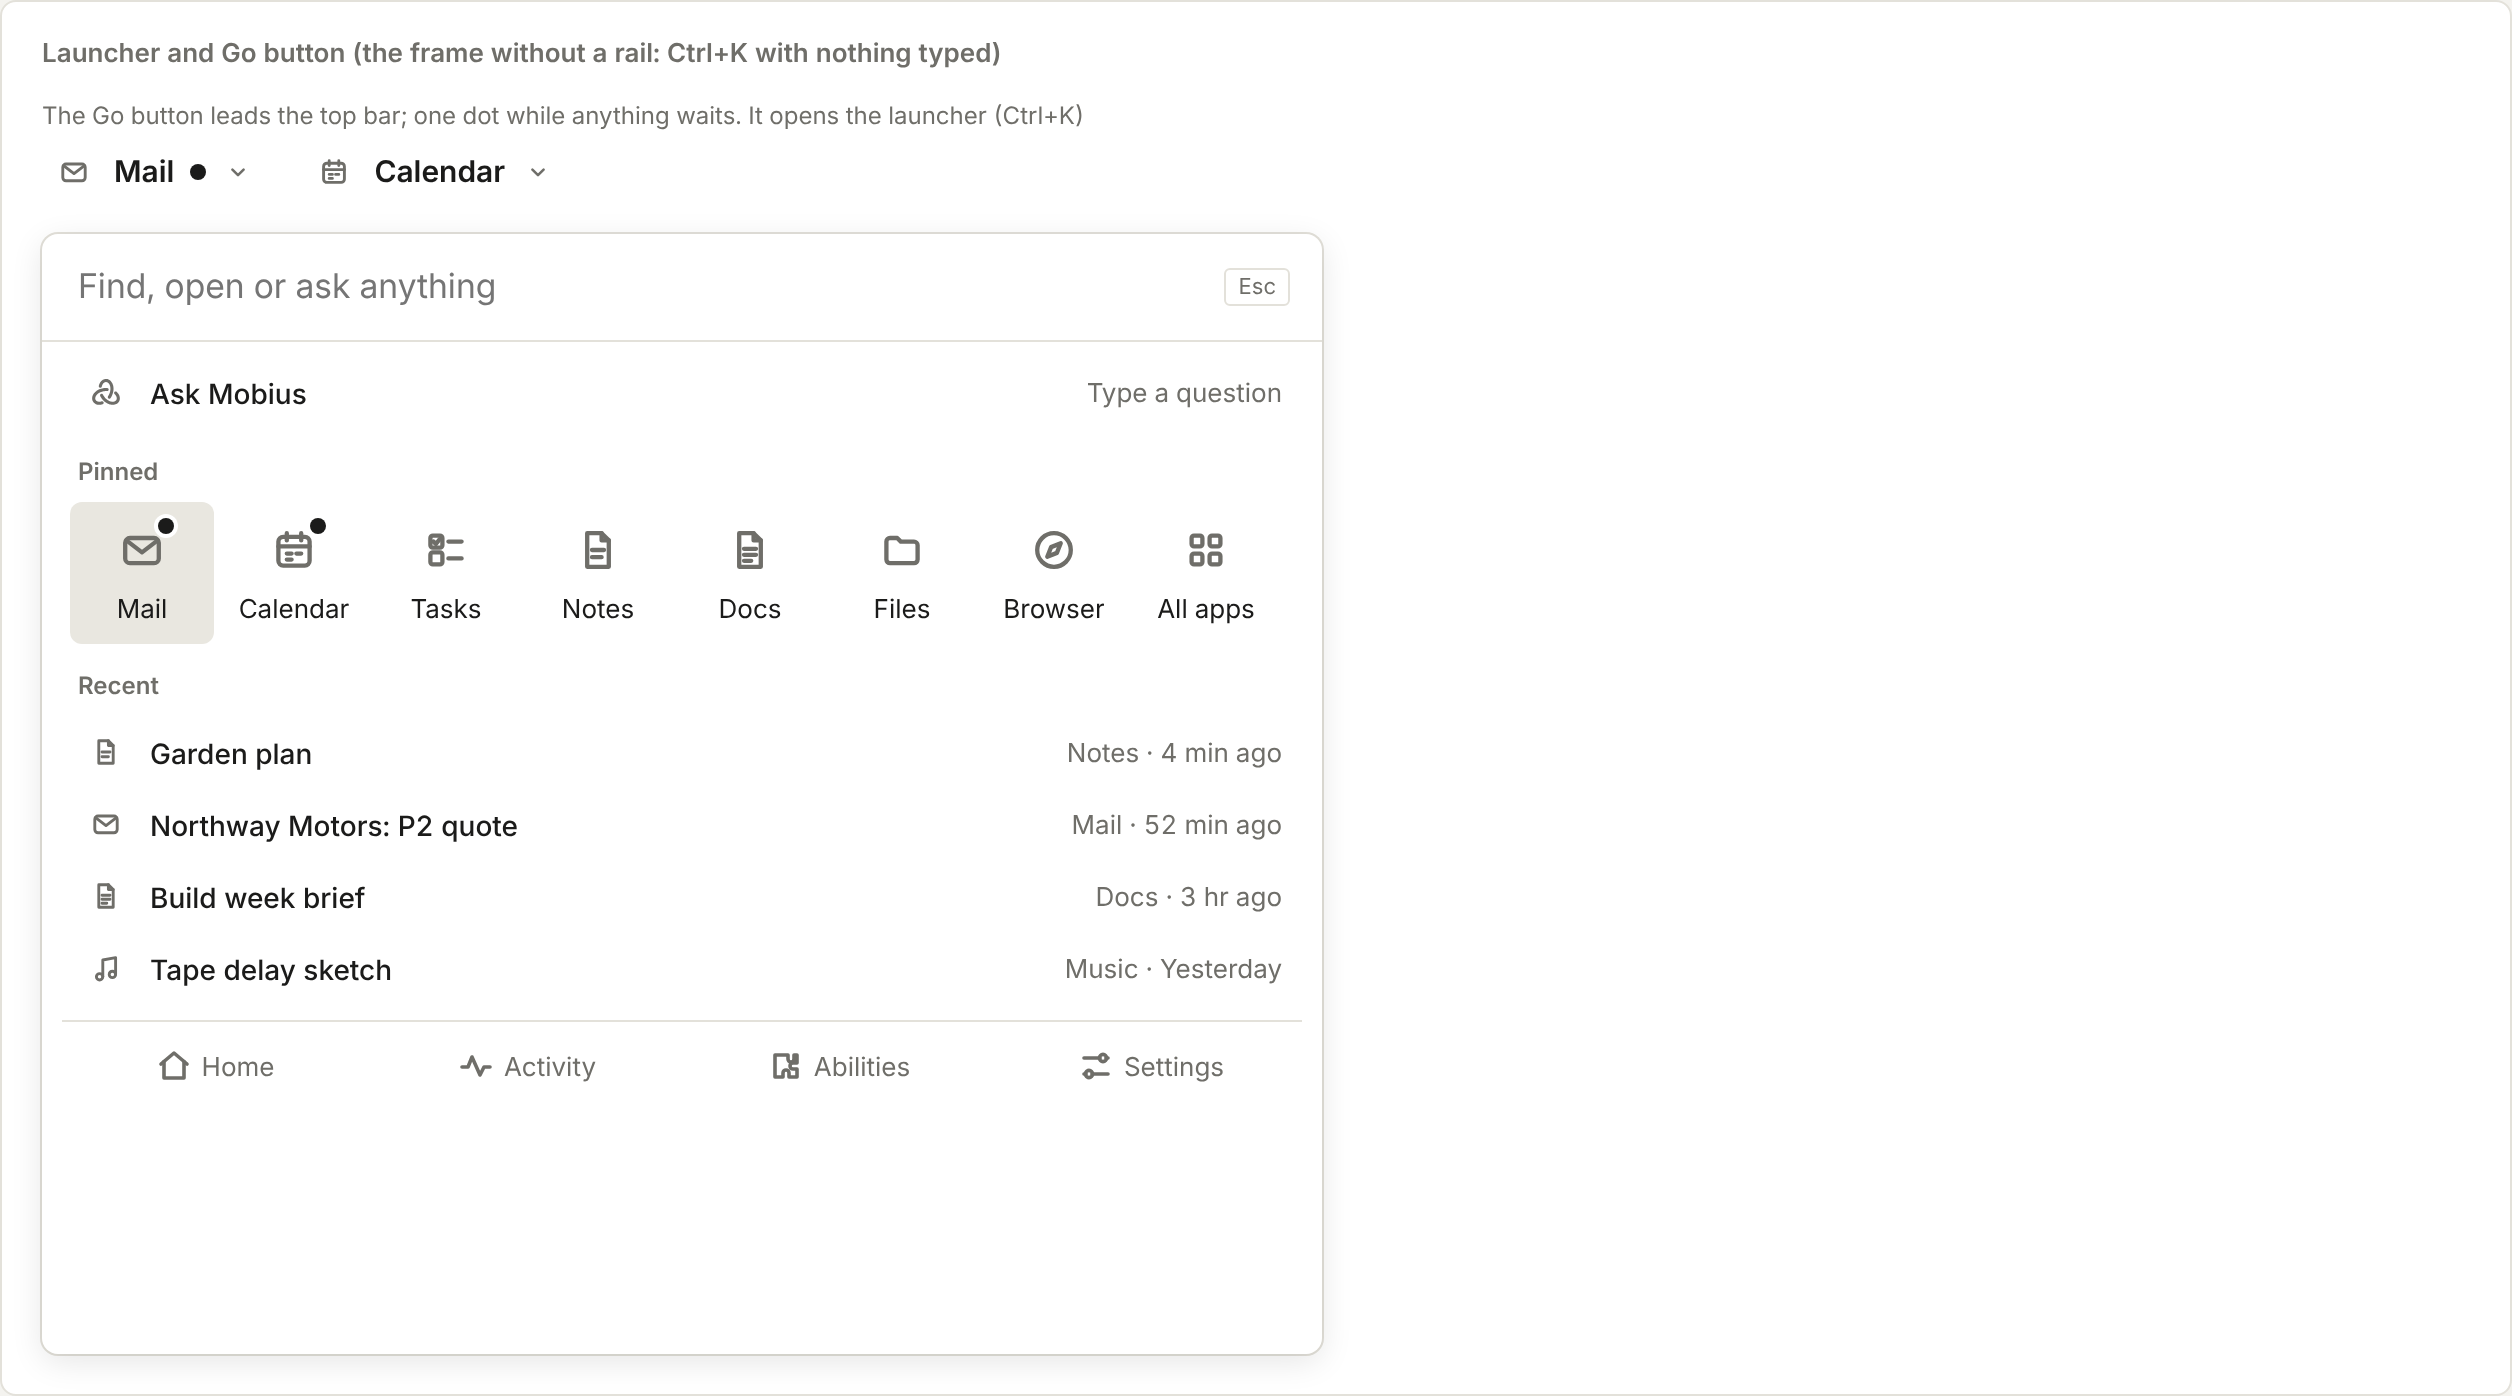 Launcher and Go button (the frame without a rail: Ctrl+K with nothing typed)
The Go button leads the top bar; one dot while anything waits. It opens the launcher (Ctrl+K)
Mail Calendar
Find, open or ask anything Esc
Ask Mobius Type a question
Pinned
Mail Calendar Tasks Notes Docs Files Browser All apps
Recent
Garden plan Notes · 4 min ago
Northway Motors: P2 quote Mail · 52 min ago
Build week brief Docs · 3 hr ago
Tape delay sketch Music · Yesterday
Home Activity Abilities Settings